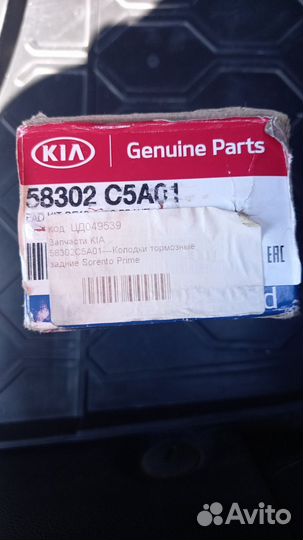 KIA Genuine Parts
58302 C5A01
код: ЦД049539
Запчасти KIA
58302C5A01—Колодки тормозные
задние Sorento Prime
EAC
Avito